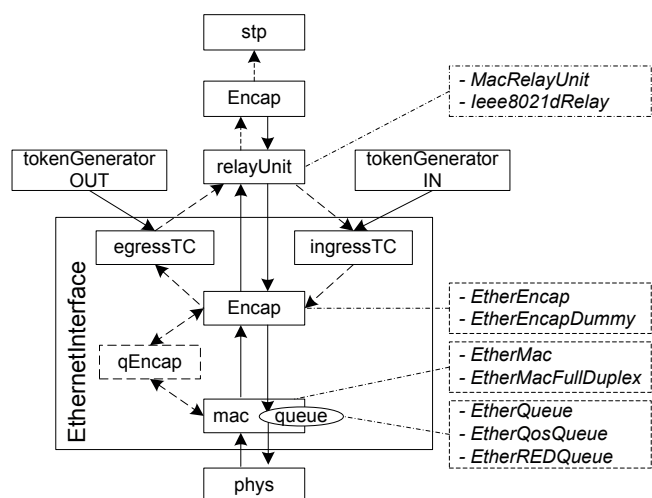 stp
Encap
- MacRelayUnit
- Ieee8021dRelay
tokenGenerator
OUT
relayUnit
tokenGenerator
IN
egressTC
ingressTC
EthernetInterface
Encap
- EtherEncap
- EtherEncapDummy
qEncap
- EtherMac
- EtherMacFullDuplex
mac
queue
- EtherQueue
- EtherQosQueue
- EtherREDQueue
phys